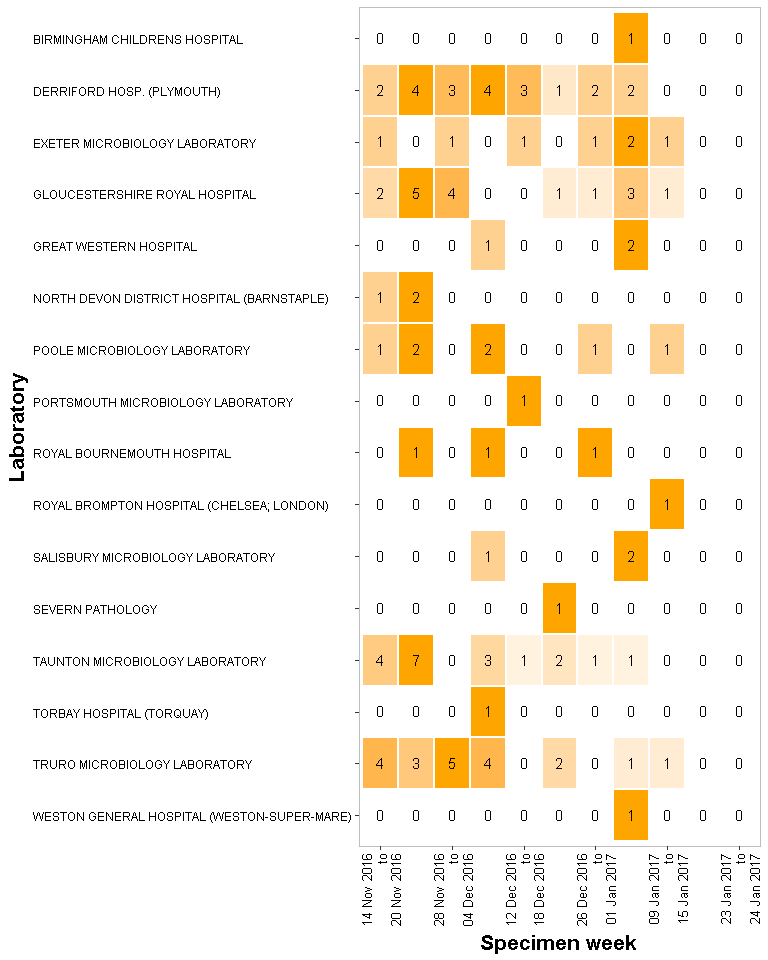 BIRMINGHAM CHILDRENS HOSPITAL 0 0 0 0 0 0 0 1 0 0 0
DERRIFORD HOSP. (PLYMOUTH) 2 4 3 4 3 1 2 2 0 0 0
EXETER MICROBIOLOGY LABORATORY 1 0 1 0 1 0 1 2 1 0 0
GLOUCESTERSHIRE ROYAL HOSPITAL 2 5 4 0 0 1 1 3 1 0 0
GREAT WESTERN HOSPITAL 0 0 0 1 0 0 0 2 0 0 0
NORTH DEVON DISTRICT HOSPITAL (BARNSTAPLE) 1 2 0 0 0 0 0 0 0 0 0
POOLE MICROBIOLOGY LABORATORY 1 2 0 2 0 0 1 0 1 0 0
PORTSMOUTH MICROBIOLOGY LABORATORY 0 0 0 0 1 0 0 0 0 0 0
ROYAL BOURNEMOUTH HOSPITAL 0 1 0 1 0 0 1 0 0 0 0
ROYAL BROMPTON HOSPITAL (CHELSEA; LONDON) 0 0 0 0 0 0 0 0 1 0 0
SALISBURY MICROBIOLOGY LABORATORY 0 0 0 1 0 0 0 2 0 0 0
SEVERN PATHOLOGY 0 0 0 0 0 1 0 0 0 0 0
TAUNTON MICROBIOLOGY LABORATORY 4 7 0 3 1 2 1 1 0 0 0
TORBAY HOSPITAL (TORQUAY) 0 0 0 1 0 0 0 0 0 0 0
TRURO MICROBIOLOGY LABORATORY 4 3 5 4 0 2 0 1 1 0 0
WESTON GENERAL HOSPITAL (WESTON-SUPER-MARE) 0 0 0 0 0 0 0 1 0 0 0
Laboratory
14 Nov 2016
to
20 Nov 2016
28 Nov 2016
to
04 Dec 2016
12 Dec 2016
to
18 Dec 2016
26 Dec 2016
to
01 Jan 2017
09 Jan 2017
to
15 Jan 2017
23 Jan 2017
to
24 Jan 2017
Specimen week